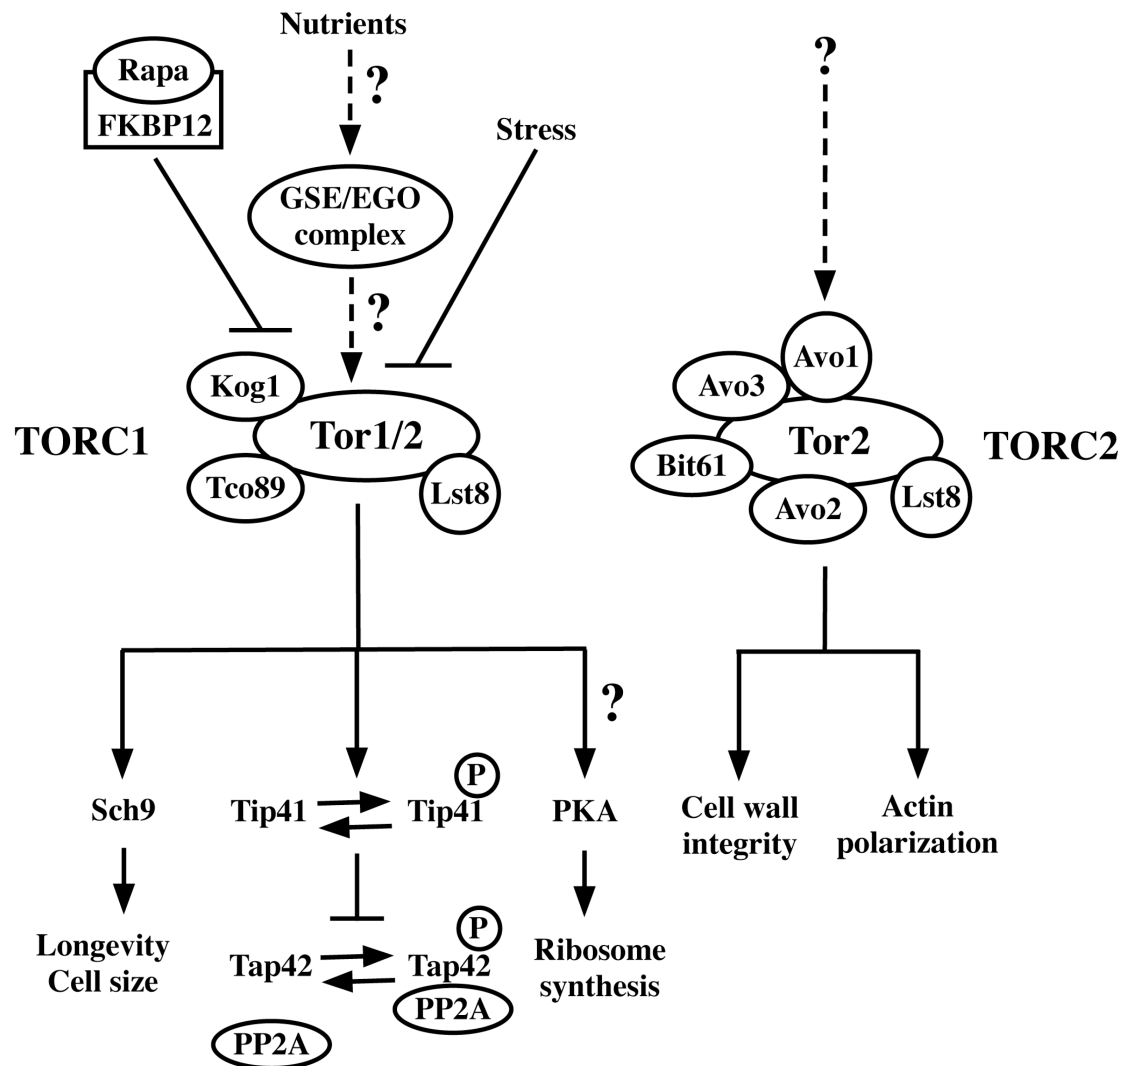 Nutrients
?
Rapa
FKBP12
?
Stress
GSE/EGO
complex
?
Kog1
Avo1
Avo3
TORC1
Tor1/2
Tor2
TORC2
Tco89
Lst8
Bit61
Avo2
Lst8
?
P
Sch9
Tip41
Tip41
PKA
Cell wall
integrity
Actin
polarization
P
Longevity
Cell size
Tap42
Tap42
Ribosome
synthesis
PP2A
PP2A